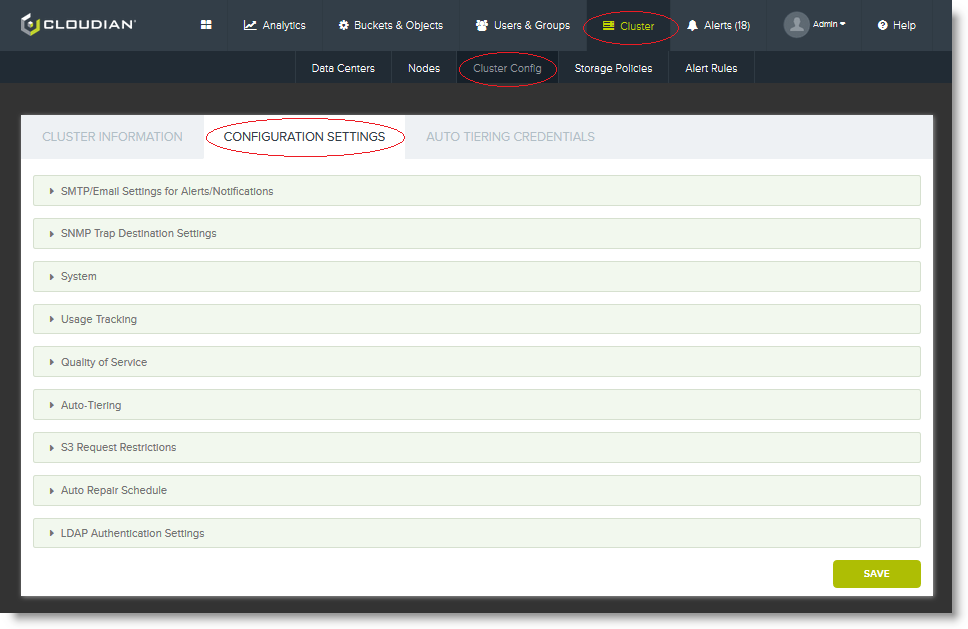 CLOUDIAN Analytics Buckets & Objects Users & Groups Cluster Alerts (18) Admin Help
Data Centers Nodes Cluster Config Storage Policies Alert Rules
CLUSTER INFORMATION CONFIGURATION SETTINGS AUTO TIERING CREDENTIALS
SMTP/Email Settings for Alerts/Notifications
SNMP Trap Destination Settings
System
Usage Tracking
Quality of Service
Auto-Tiering
S3 Request Restrictions
Auto Repair Schedule
LDAP Authentication Settings
SAVE